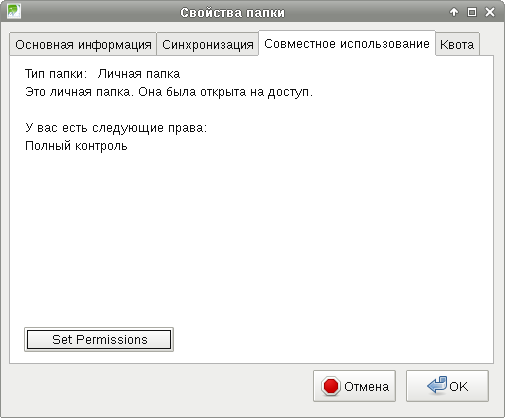 Свойства папки
Основная информация Синхронизация Совместное использование Квота
Тип папки: Личная папка
Это личная папка. Она была открыта на доступ.
У вас есть следующие права:
Полный контроль
Set Permissions
Отмена OK